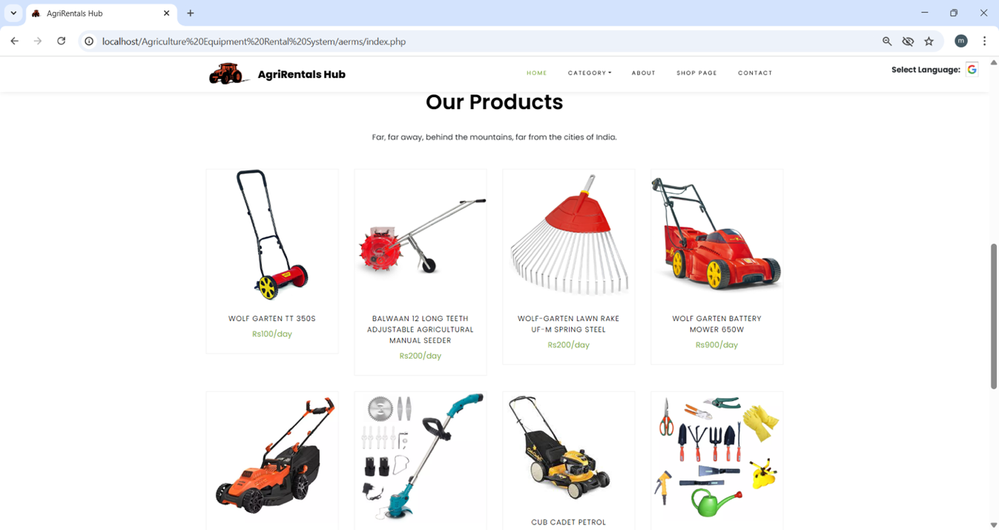 AgriRentals Hub
localhost/Agriculture%20Equipment%20Rental%20System/aerms/index.php
m
AgriRentals Hub
HOME
CATEGORY
ABOUT
SHOP PAGE
CONTACT
Select Language:
G
Our Products
Far, far away, behind the mountains, far from the cities of India.
WOLF GARTEN TT 350S
Rs100/day
BALWAAN 12 LONG TEETH
ADJUSTABLE AGRICULTURAL
MANUAL SEEDER
Rs200/day
WOLF-GARTEN LAWN RAKE
UF-M SPRING STEEL
Rs200/day
WOLF GARTEN BATTERY
MOWER 650W
Rs900/day
CUB CADET PETROL